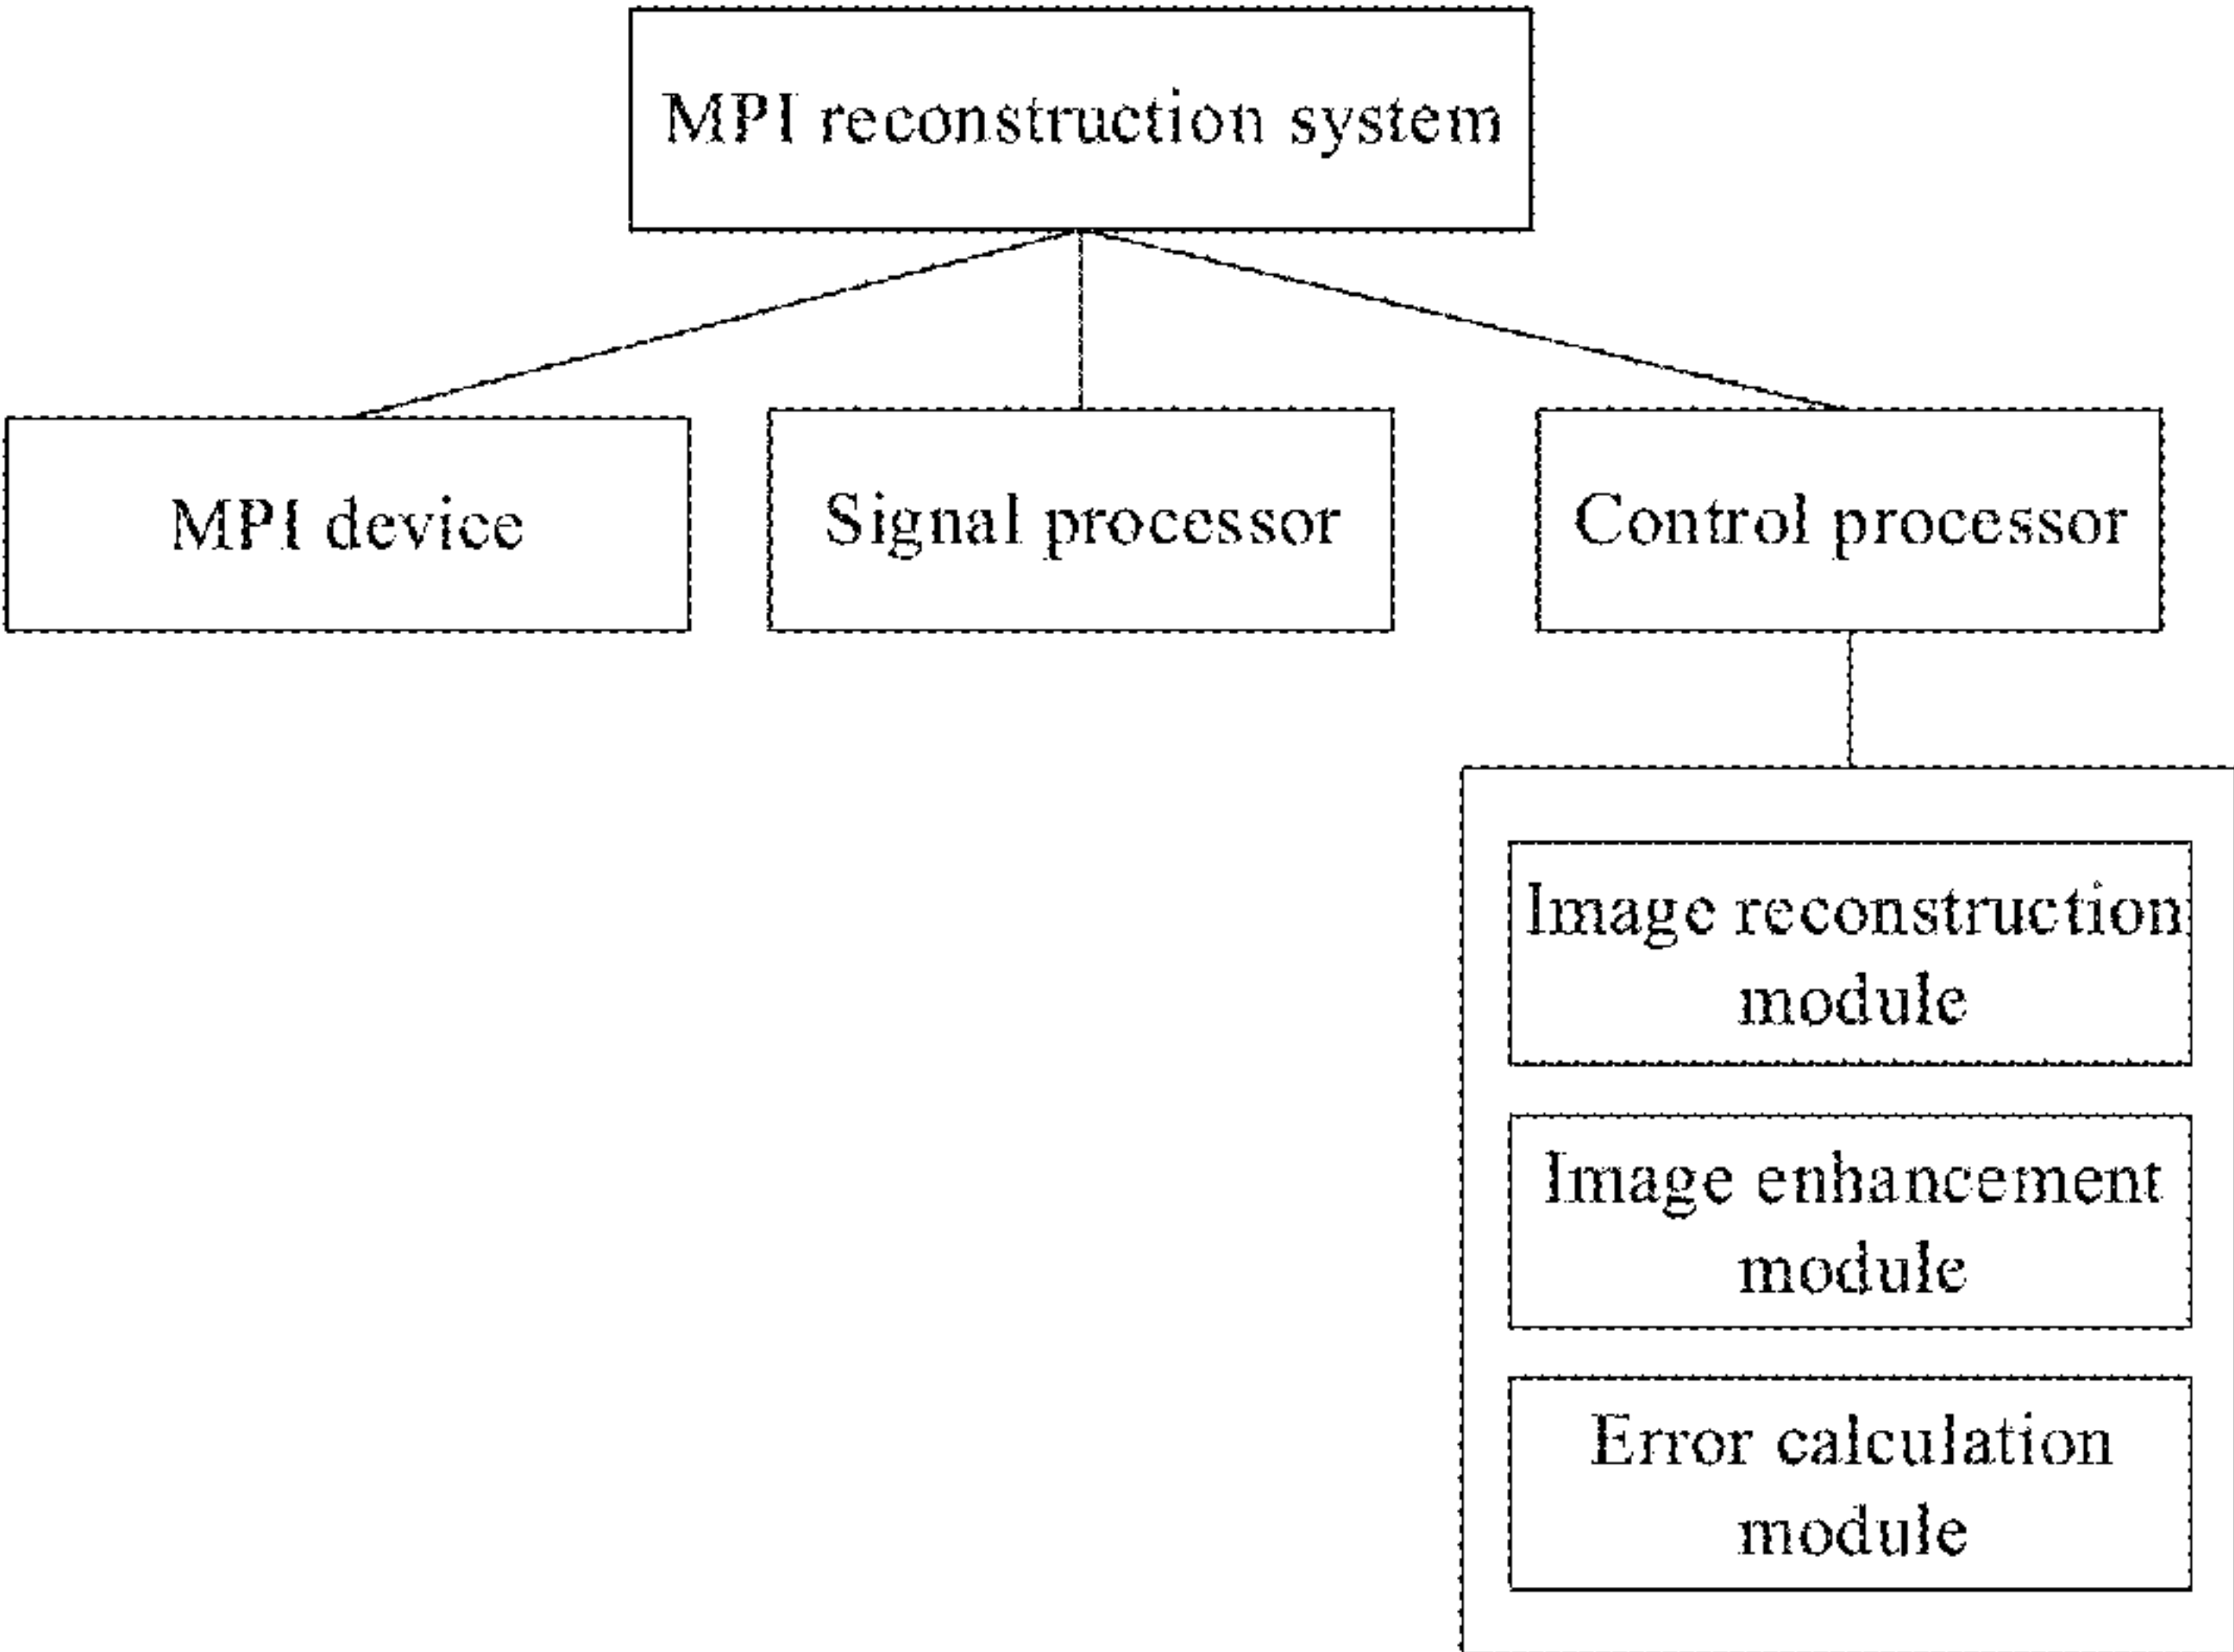 MPI reconstruction system
MPI device
Signal processor
Control processor
Image reconstruction
module
Image enhancement
module
Error calculation
module